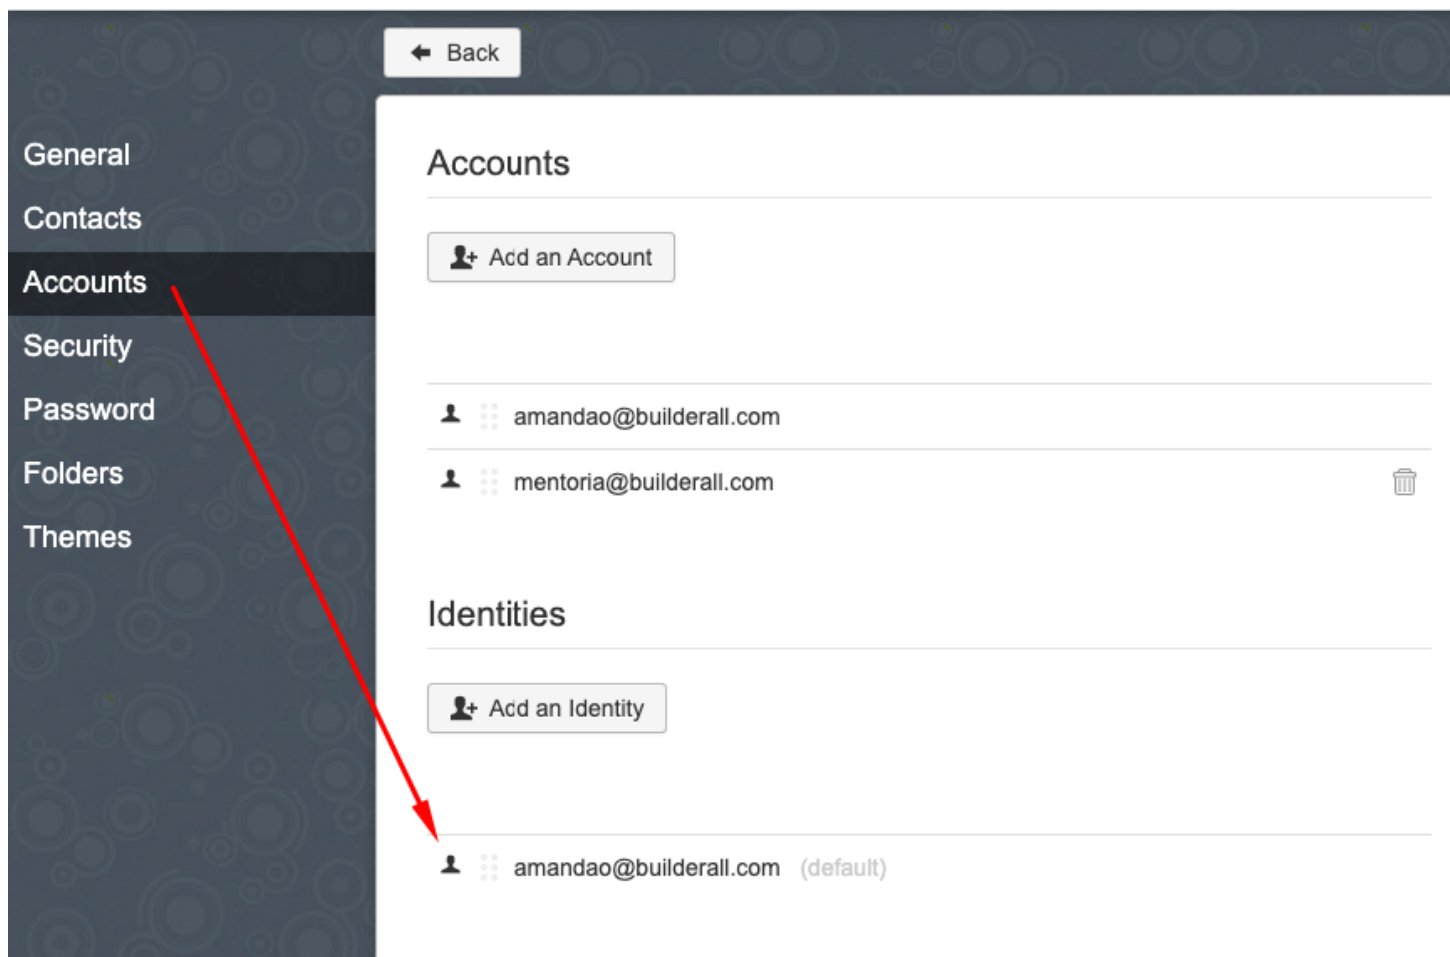 Back
General
Contacts
Accounts
Security
Password
Folders
Themes
Accounts
Add an Account
amandao@builderall.com
mentoria@builderall.com
Identities
Add an Identity
amandao@builderall.com (default)